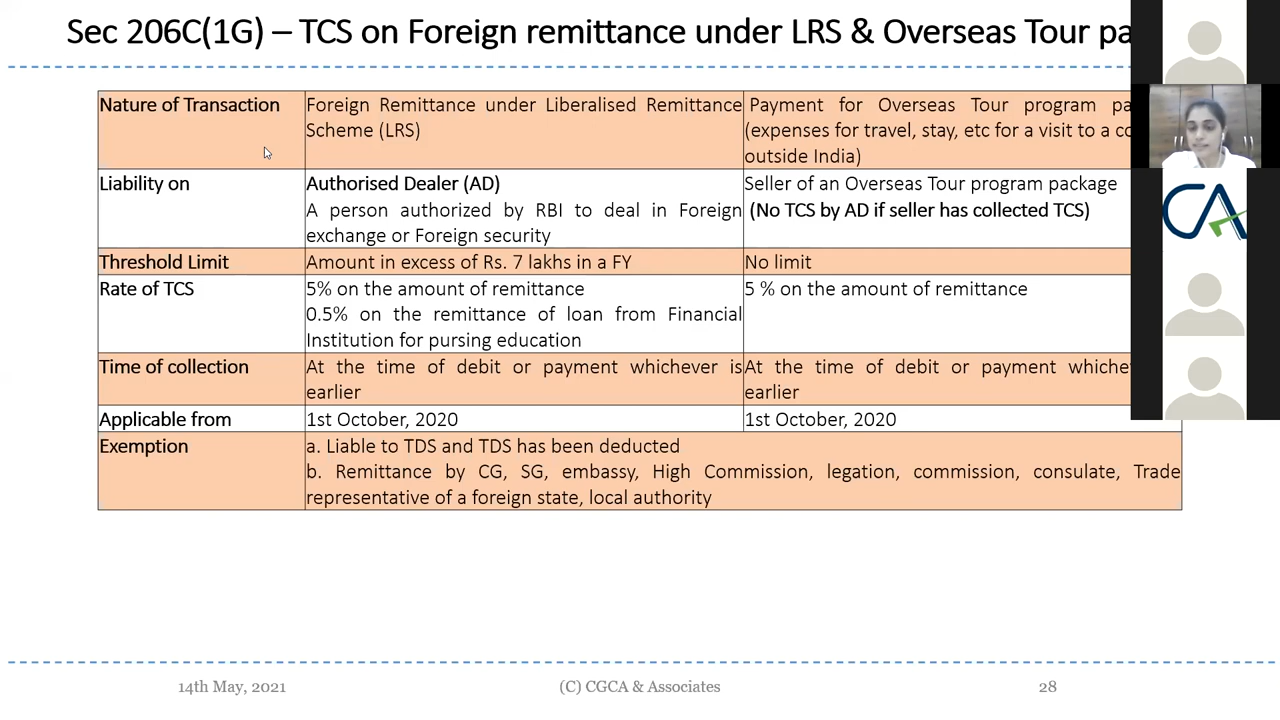 Sec 206C(1G) – TCS on Foreign remittance under LRS & Overseas Tour
Nature of Transaction
Foreign Remittance under Liberalised Remittance
Scheme (LRS)
Payment for Overseas Tour program
(expenses for travel, stay, etc for a visit to a
outside India)
Liability on
Authorised Dealer (AD)
A person authorized by RBI to deal in Foreign
exchange or Foreign security
Seller of an Overseas Tour program package
(No TCS by AD if seller has collected TCS)
Threshold Limit
Amount in excess of Rs. 7 lakhs in a FY
No limit
Rate of TCS
5% on the amount of remittance
0.5% on the remittance of loan from Financial
Institution for pursing education
5 % on the amount of remittance
Time of collection
At the time of debit or payment whichever is
earlier
At the time of debit or payment
earlier
Applicable from
1st October, 2020
1st October, 2020
Exemption
a. Liable to TDS and TDS has been deducted
b. Remittance by CG, SG, embassy, High Commission, legation, commission, consulate, Trade
representative of a foreign state, local authority
CA
14th May, 2021
(C) CGCA & Associates
28